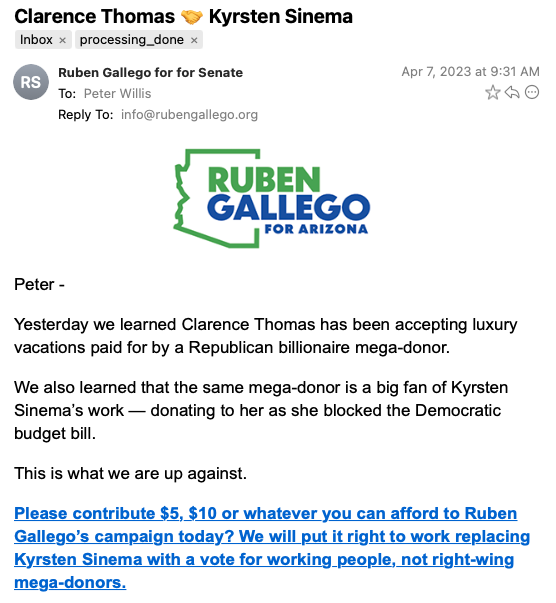 Clarence Thomas 🤝 Kyrsten Sinema
Inbox × processing_done ×
RS
Ruben Gallego for for Senate
Apr 7, 2023 at 9:31 AM
To: Peter Willis
Reply To: info@rubengallego.org
RUBEN
GALLEGO
FOR ARIZONA
Peter -
Yesterday we learned Clarence Thomas has been accepting luxury
vacations paid for by a Republican billionaire mega-donor.
We also learned that the same mega-donor is a big fan of Kyrsten
Sinema’s work — donating to her as she blocked the Democratic
budget bill.
This is what we are up against.
Please contribute $5, $10 or whatever you can afford to Ruben
Gallego’s campaign today? We will put it right to work replacing
Kyrsten Sinema with a vote for working people, not right-wing
mega-donors.